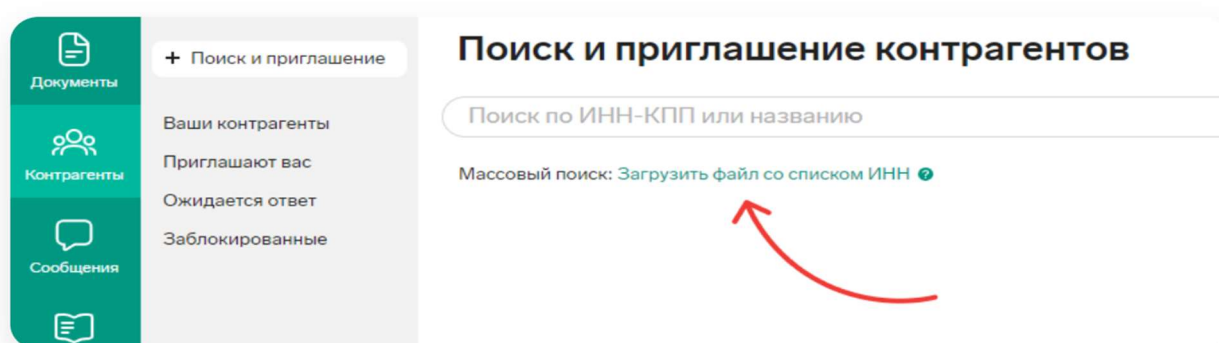 Документы
Контрагенты
Сообщения
+ Поиск и приглашение
Ваши контрагенты
Приглашают вас
Ожидается ответ
Заблокированные
Поиск и приглашение контрагентов
Поиск по ИНН-КПП или названию
Массовый поиск: Загрузить файл со списком ИНН ?